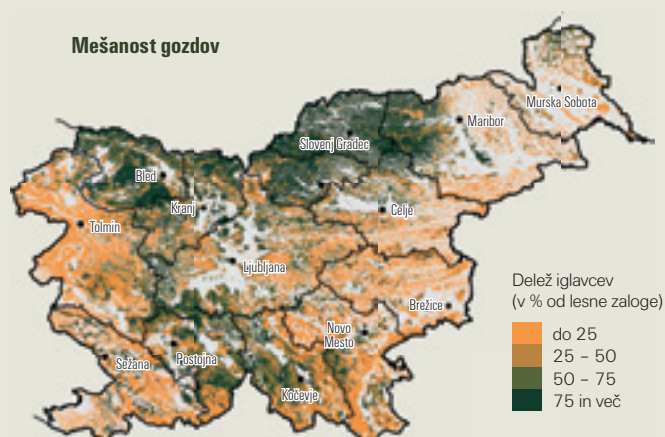 Mešanost gozdov
Murska Sobota
Maribor
Slovenj Gradec
Bled
Kranj
Celje
Tolmin
Ljubljana
Brežice
Novo
Mesto
Postojna
Sežana
Kočevje
Delež iglavcev
(v % od lesne zaloge)
do 25
25 – 50
50 – 75
75 in več